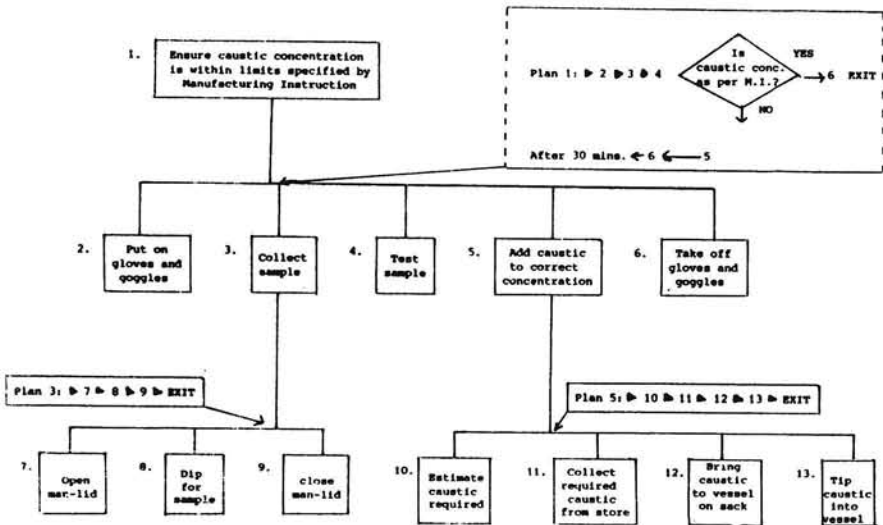 1. Ensure caustic concentration
is within limits specified by
Manufacturing Instruction
Plan 1: ▶ 2 ▶ 3 ▶ 4
Is
caustic conc.
as per M.I.?
YES
→ 6 EXIT
NO
After 30 mins. ← 6 ← 5
2. Put on
gloves and
goggles
3. Collect
sample
4. Test
sample
5. Add caustic
to correct
concentration
6. Take off
gloves and
goggles
Plan 3: ▶ 7 ▶ 8 ▶ 9 ▶ EXIT
Plan 5: ▶ 10 ▶ 11 ▶ 12 ▶ 13 ▶ EXIT
7. Open
man-lid
8. Dip
for
sample
9. close
man-lid
10. Estimate
caustic
required
11. Collect
required
caustic
from store
12. Bring
caustic
to vessel
on sack
13. Tip
caustic
into
vessel